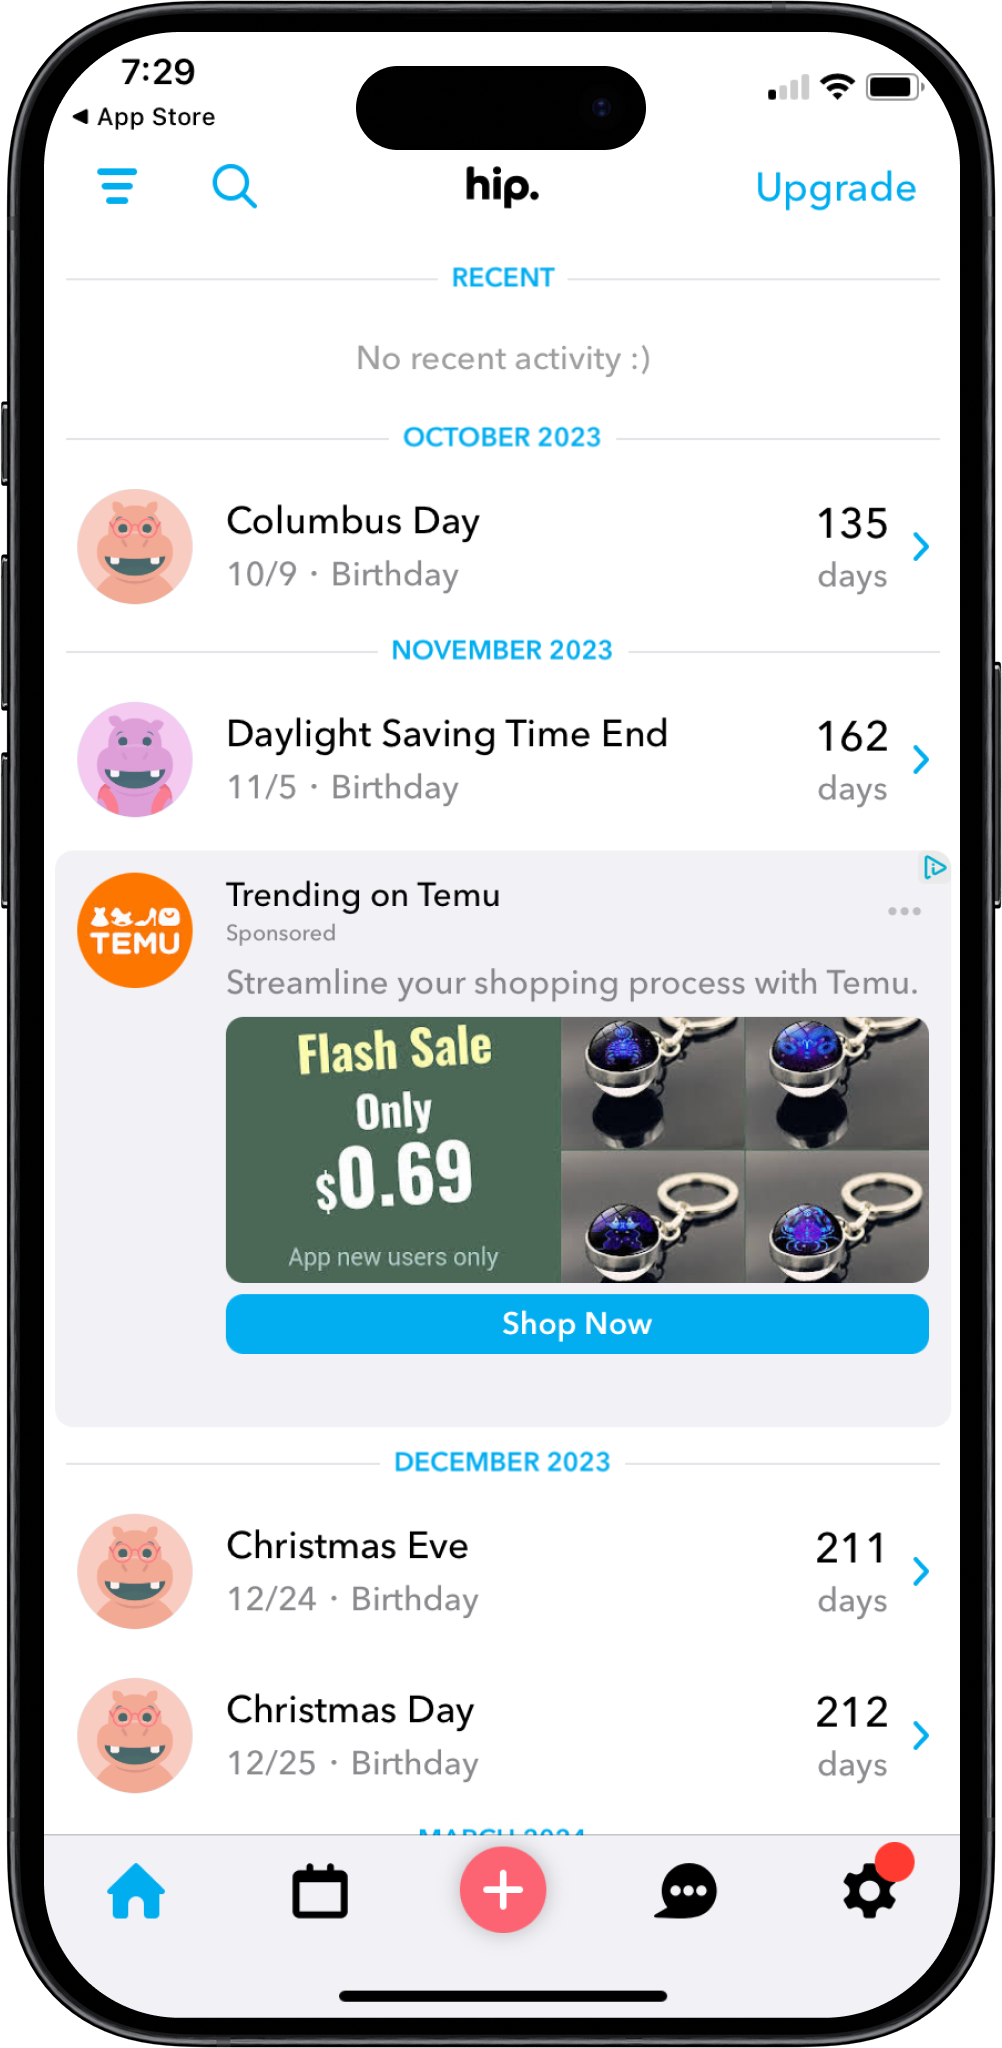 7:29
App Store
hip.
Upgrade
RECENT
No recent activity :)
OCTOBER 2023
Columbus Day
10/9 · Birthday
135
days
NOVEMBER 2023
Daylight Saving Time End
11/5 · Birthday
162
days
TEMU
Trending on Temu
Sponsored
Streamline your shopping process with Temu.
Flash Sale
Only
$0.69
App new users only
Shop Now
DECEMBER 2023
Christmas Eve
12/24 · Birthday
211
days
Christmas Day
12/25 · Birthday
212
days
MARCH 2024